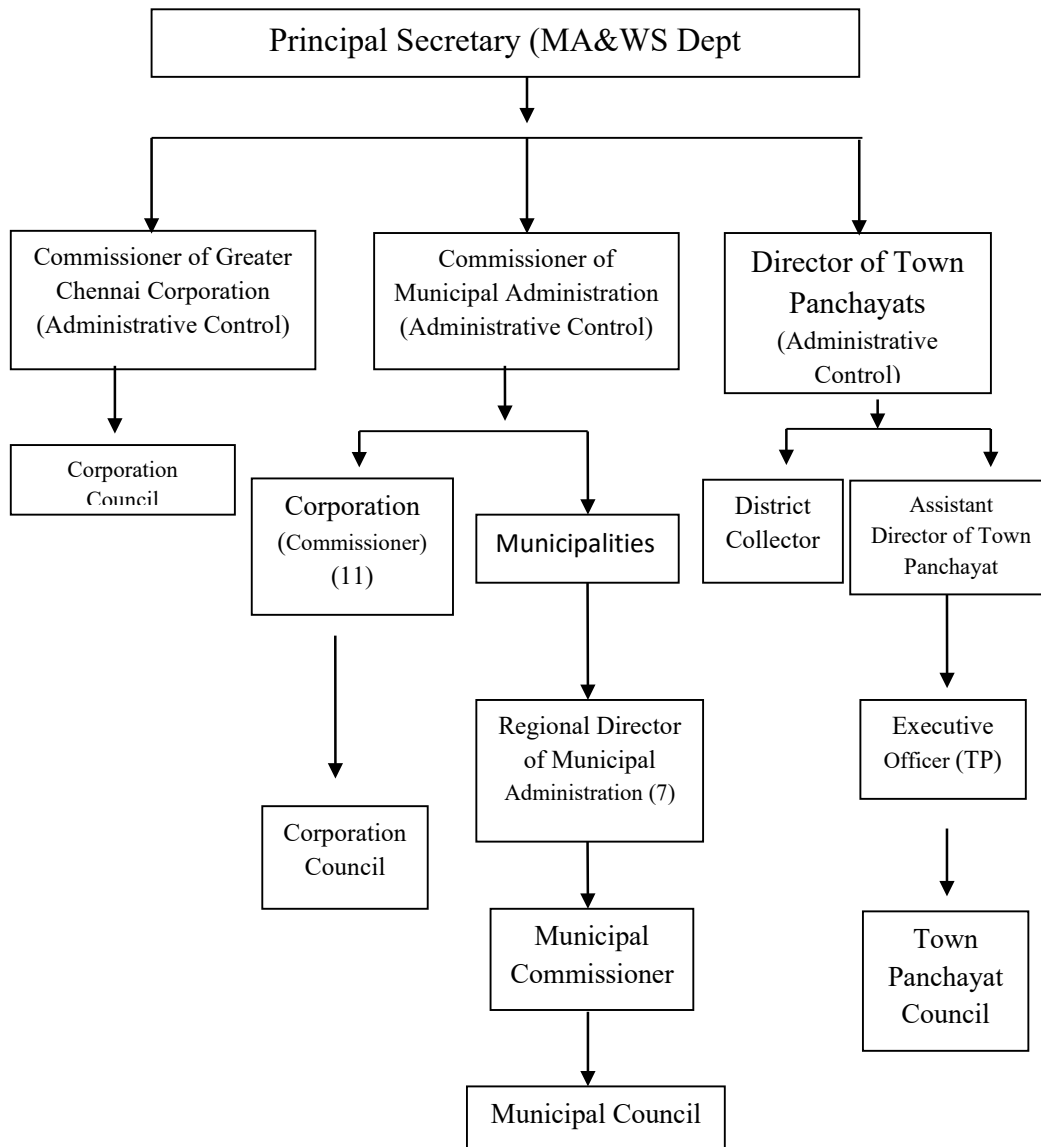 Principal Secretary (MA&WS Dept
Commissioner of Greater
Chennai Corporation
(Administrative Control)
Commissioner of
Municipal Administration
(Administrative Control)
Director of Town
Panchayats
(Administrative
Control)
Corporation
Council
Corporation
(Commissioner)
(11)
Municipalities
District
Collector
Assistant
Director of Town
Panchayat
Regional Director
of Municipal
Administration (7)
Executive
Officer (TP)
Corporation
Council
Municipal
Commissioner
Town
Panchayat
Council
Municipal Council